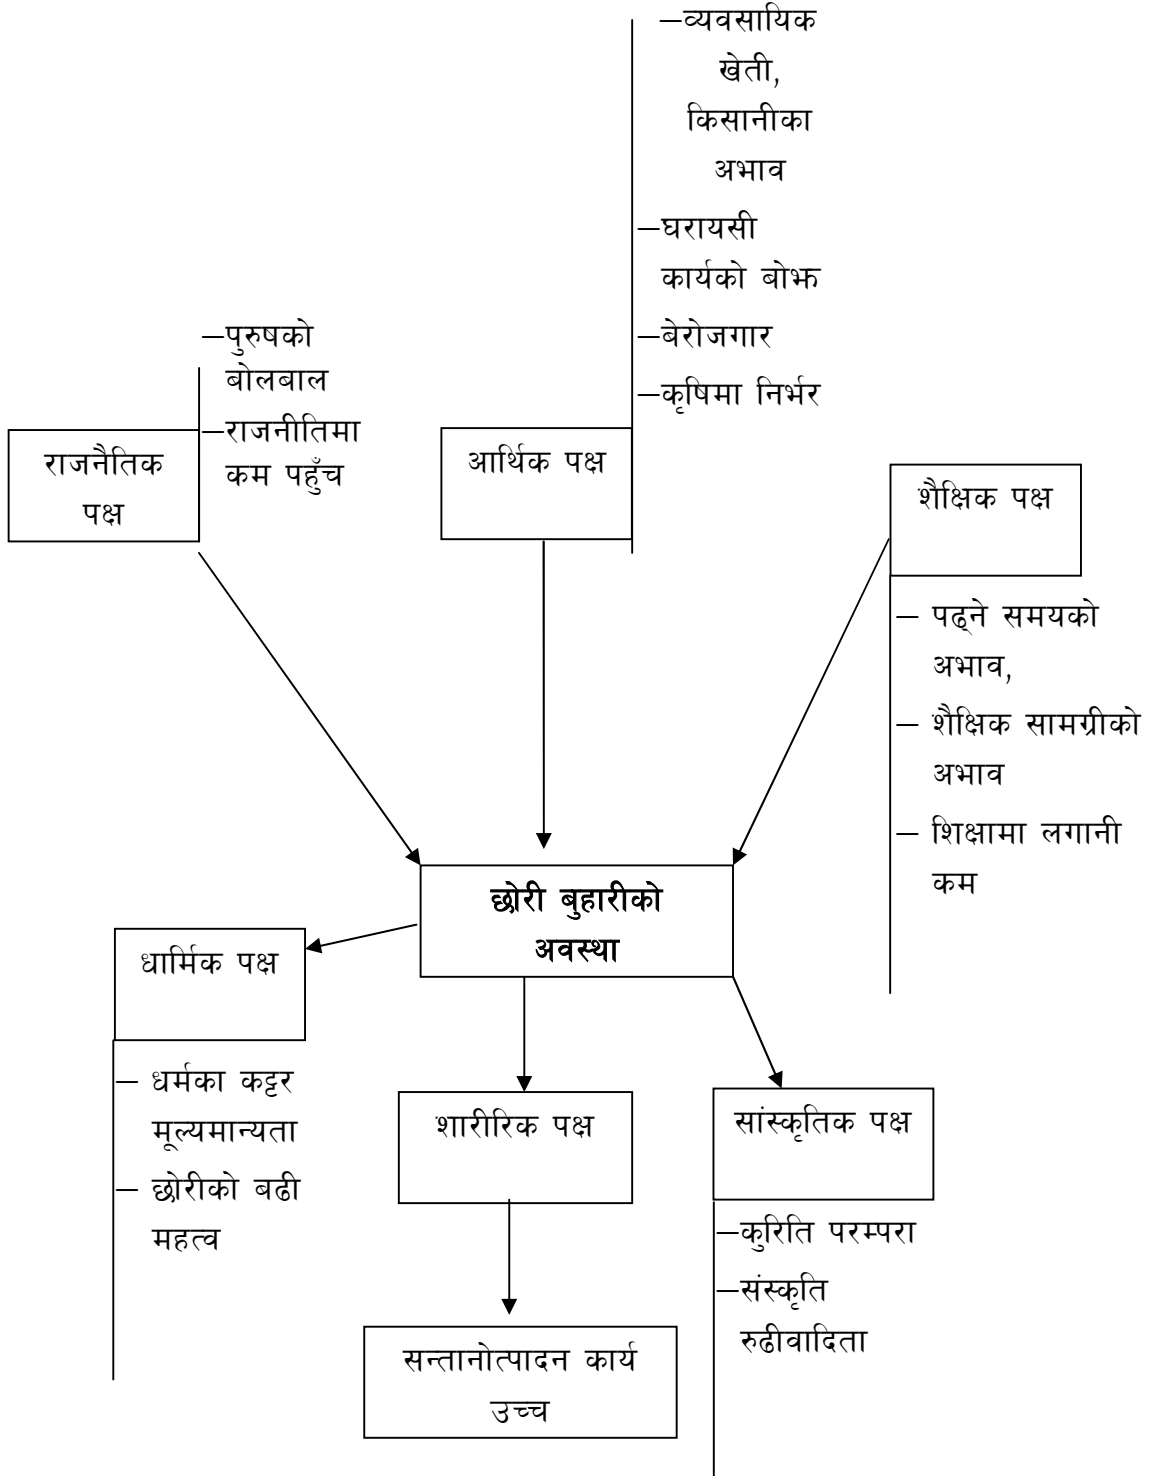 –व्यवसायिक
खेती,
किसानीका
अभाव
–घरायसी
कार्यको बोझ
–बेरोजगार
–कृषिमा निर्भर
–पुरुषको
बोलबाल
–राजनीतिमा
कम पहुँच
राजनैतिक
पक्ष
आर्थिक पक्ष
शैक्षिक पक्ष
– पढ्ने समयको
अभाव,
– शैक्षिक सामग्रीको
अभाव
– शिक्षामा लगानी
कम
छोरी बुहारीको
अवस्था
धार्मिक पक्ष
– धर्मका कट्टर
मूल्यमान्यता
– छोरीको बढी
महत्व
शारीरिक पक्ष
सांस्कृतिक पक्ष
–कुरिति परम्परा
–संस्कृति
रुढीवादिता
सन्तानोत्पादन कार्य
उच्च